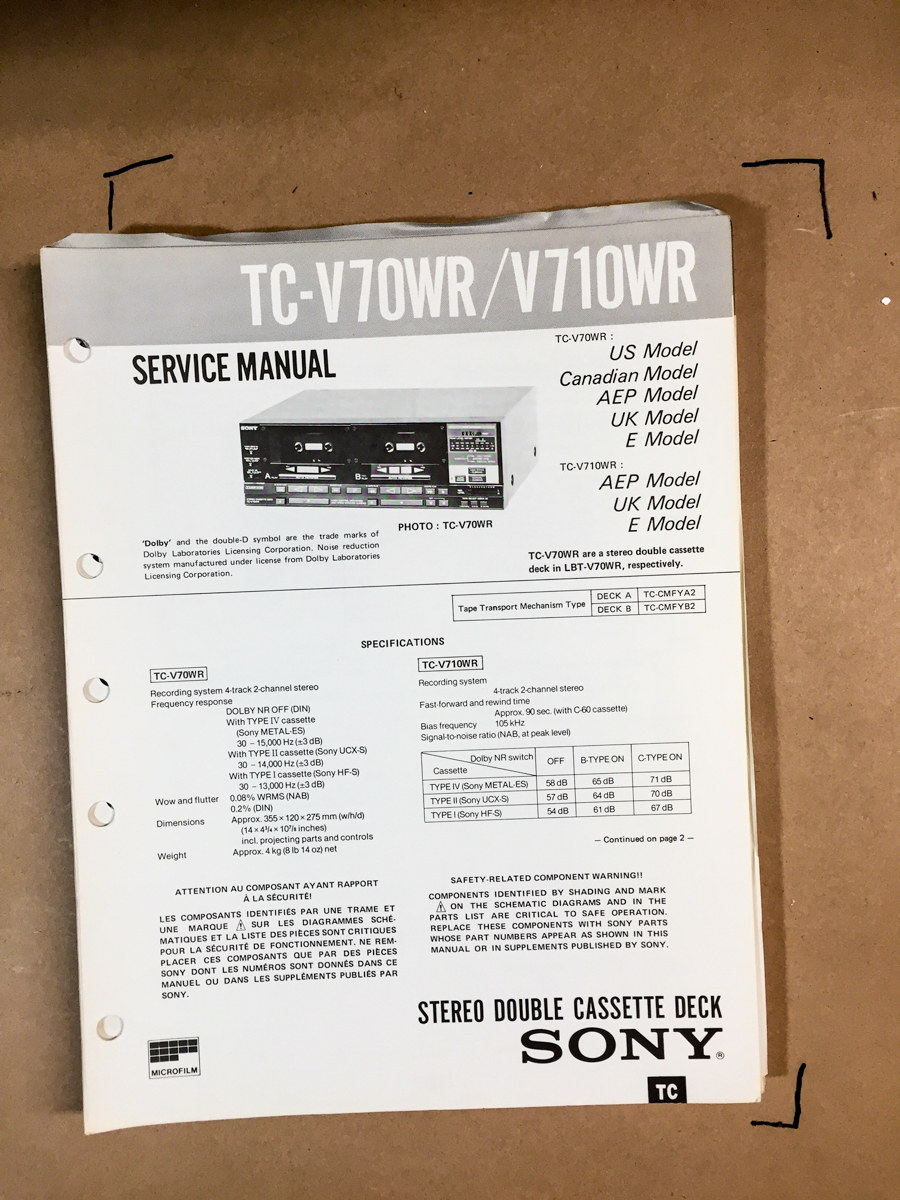 TC-V70WR/V710WR
SERVICE MANUAL
TC-V70WR :
US Model
Canadian Model
AEP Model
UK Model
E Model
TC-V710WR :
AEP Model
UK Model
E Model
SONY
A
B
PHOTO : TC-V70WR
'Dolby' and the double-D symbol are the trade marks of
Dolby Laboratories Licensing Corporation. Noise reduction
system manufactured under license from Dolby Laboratories
Licensing Corporation.
TC-V70WR are a stereo double cassette
deck in LBT-V70WR, respectively.
Tape Transport Mechanism Type
DECK A TC-CMFYA2
DECK B TC-CMFYB2
SPECIFICATIONS
TC-V70WR
Recording system 4-track 2-channel stereo
Frequency response
DOLBY NR OFF (DIN)
With TYPE IV cassette
(Sony METAL-ES)
30 – 15,000 Hz (±3 dB)
With TYPE II cassette (Sony UCX-S)
30 – 14,000 Hz (±3 dB)
With TYPE I cassette (Sony HF-S)
30 – 13,000 Hz (±3 dB)
Wow and flutter 0.08% WRMS (NAB)
0.2% (DIN)
Dimensions Approx. 355 × 120 × 275 mm (w/h/d)
(14 × 4³/₄ × 10⁷/₈ inches)
incl. projecting parts and controls
Weight Approx. 4 kg (8 lb 14 oz) net
TC-V710WR
Recording system
4-track 2-channel stereo
Fast-forward and rewind time
Approx. 90 sec. (with C-60 cassette)
Bias frequency 105 kHz
Signal-to-noise ratio (NAB, at peak level)
Dolby NR switch OFF B-TYPE ON C-TYPE ON
Cassette
TYPE IV (Sony METAL-ES) 58 dB 65 dB 71 dB
TYPE II (Sony UCX-S) 57 dB 64 dB 70 dB
TYPE I (Sony HF-S) 54 dB 61 dB 67 dB
— Continued on page 2 —
ATTENTION AU COMPOSANT AYANT RAPPORT
À LA SÉCURITÉ!
LES COMPOSANTS IDENTIFIÉS PAR UNE TRAME ET
UNE MARQUE ⚠ SUR LES DIAGRAMMES SCHÉ-
MATIQUES ET LA LISTE DES PIÈCES SONT CRITIQUES
POUR LA SÉCURITÉ DE FONCTIONNEMENT. NE REM-
PLACER CES COMPOSANTS QUE PAR DES PIÈCES
SONY DONT LES NUMÉROS SONT DONNÉS DANS CE
MANUEL OU DANS LES SUPPLÉMENTS PUBLIÉS PAR
SONY.
SAFETY-RELATED COMPONENT WARNING!!
COMPONENTS IDENTIFIED BY SHADING AND MARK
⚠ ON THE SCHEMATIC DIAGRAMS AND IN THE
PARTS LIST ARE CRITICAL TO SAFE OPERATION.
REPLACE THESE COMPONENTS WITH SONY PARTS
WHOSE PART NUMBERS APPEAR AS SHOWN IN THIS
MANUAL OR IN SUPPLEMENTS PUBLISHED BY SONY.
STEREO DOUBLE CASSETTE DECK
SONY®
MICROFILM
TC